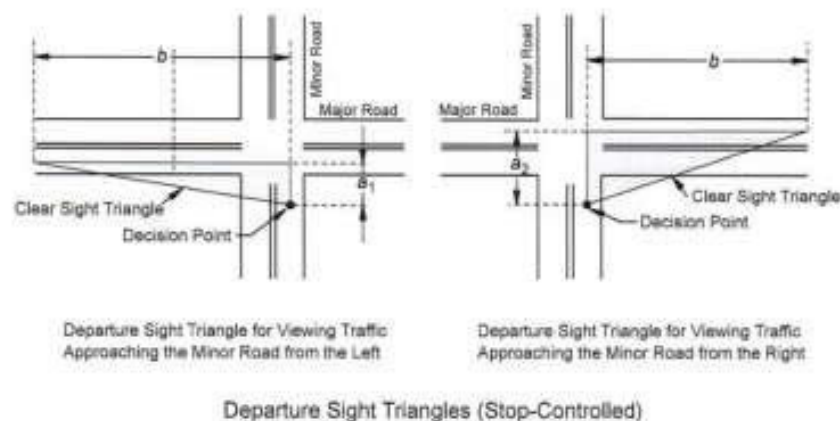 b
Minor Road
Major Road
a1
Clear Sight Triangle
Decision Point
Departure Sight Triangle for Viewing Traffic
Approaching the Minor Road from the Left
b
Minor Road
Major Road
a2
Clear Sight Triangle
Decision Point
Departure Sight Triangle for Viewing Traffic
Approaching the Minor Road from the Right
Departure Sight Triangles (Stop-Controlled)